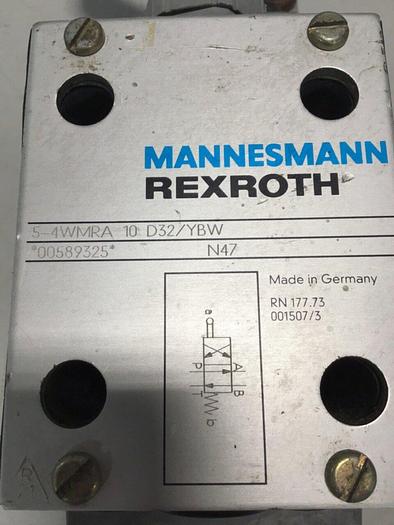 MANNESMANN
REXROTH
5-4WMRA 10 D32/YBW
*00589325* N47
Made in Germany
RN 177.73
001507/3
a
P A
T B
b